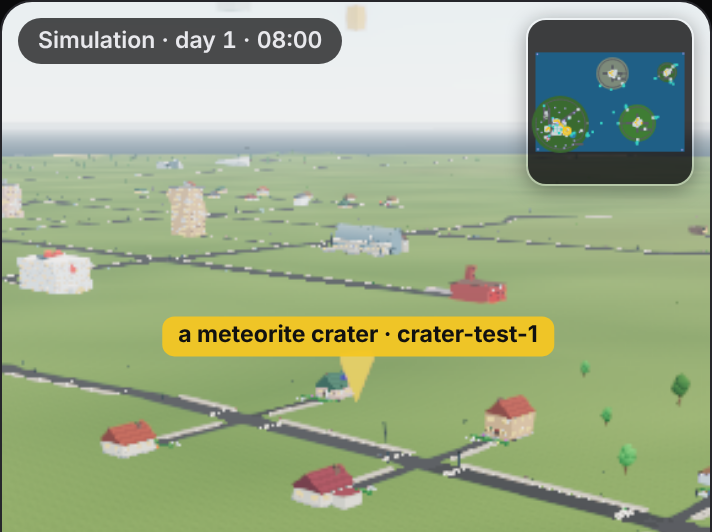 Simulation · day 1 · 08:00
a meteorite crater · crater-test-1